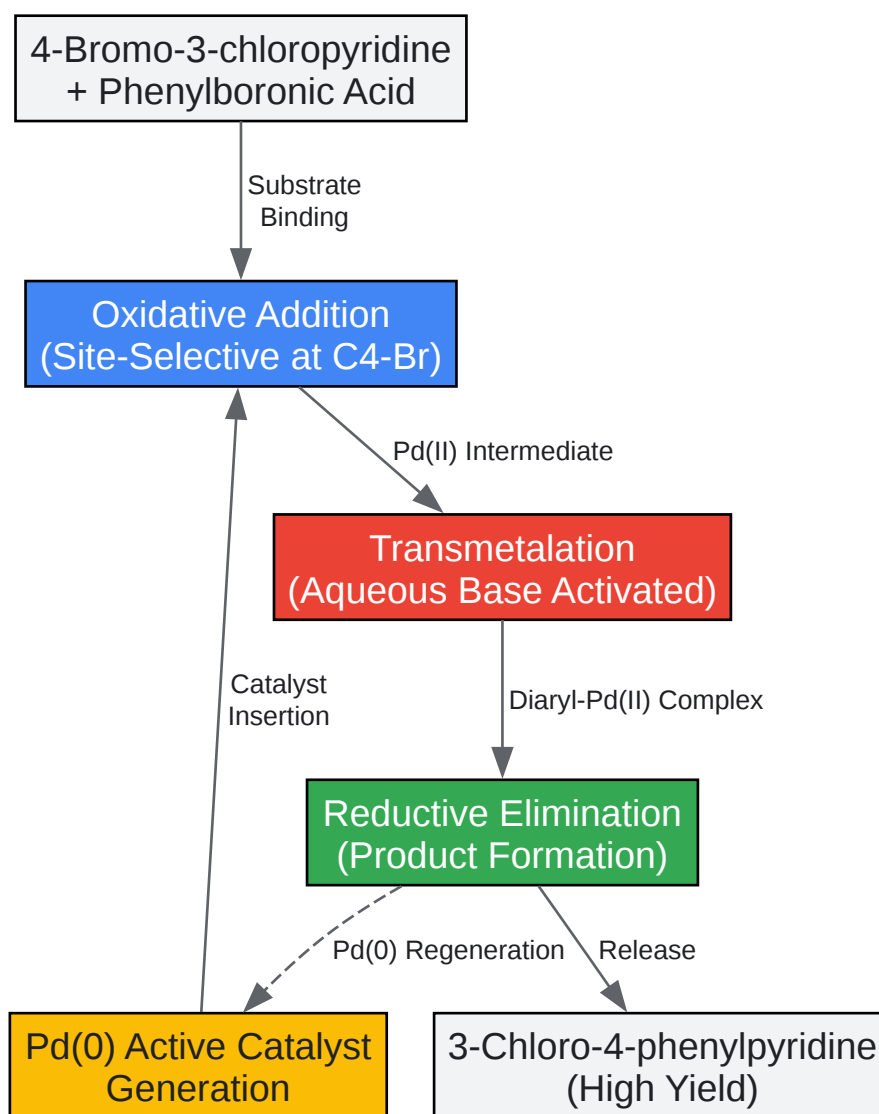 4-Bromo-3-chloropyridine
+ Phenylboronic Acid
Substrate
Binding
Oxidative Addition
(Site-Selective at C4-Br)
Pd(II) Intermediate
Transmetalation
(Aqueous Base Activated)
Catalyst
Insertion
Diaryl-Pd(II) Complex
Reductive Elimination
(Product Formation)
Pd(0) Regeneration
Release
Pd(0) Active Catalyst
Generation
3-Chloro-4-phenylpyridine
(High Yield)